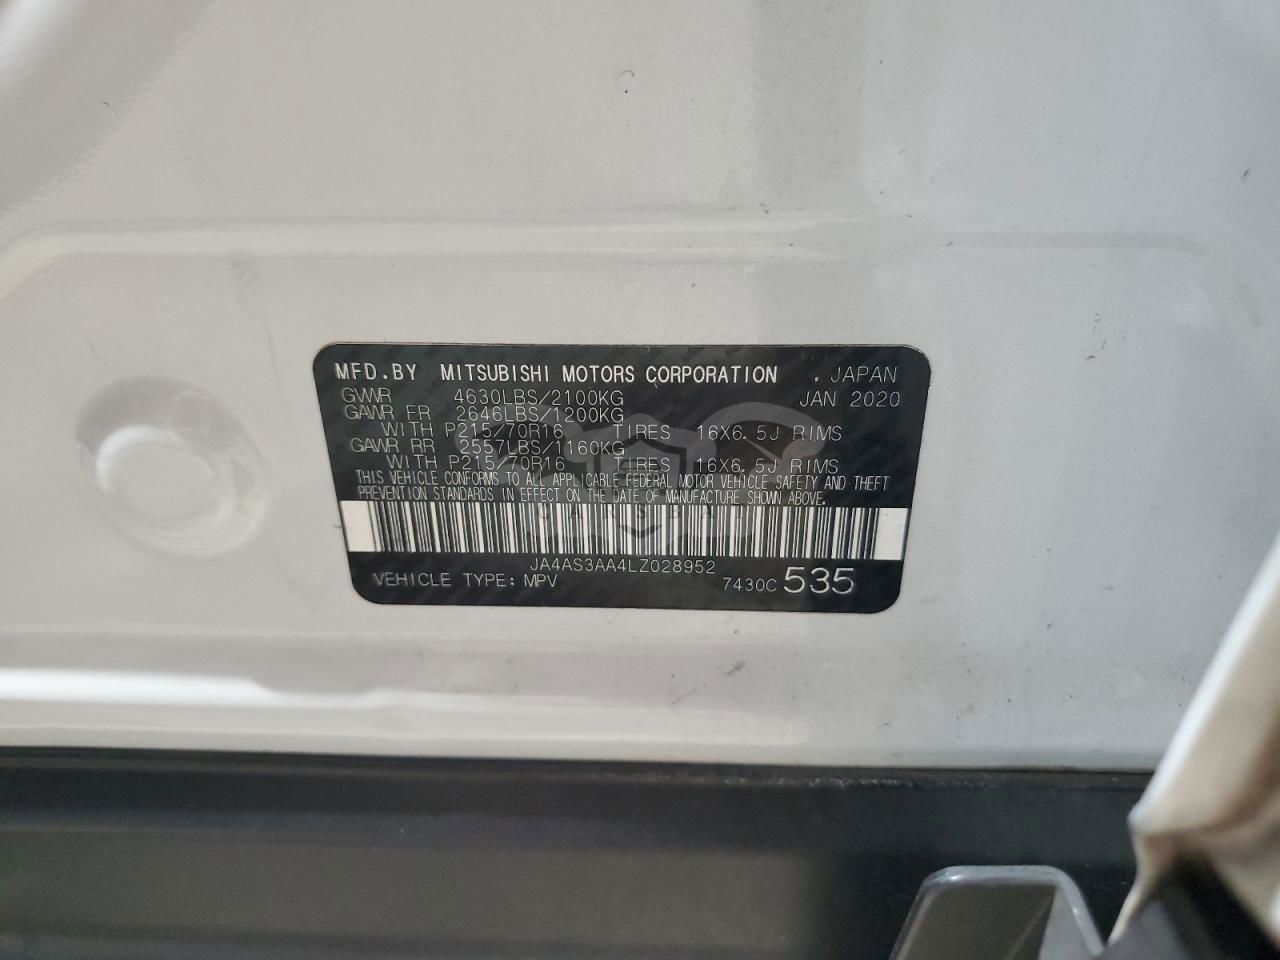 MFD.BY MITSUBISHI MOTORS CORPORATION , JAPAN
GVWR 4630LBS/2100KG JAN 2020
GAWR FR 2646LBS/1200KG
WITH P215/70R16 TIRES 16X6.5J RIMS
GAWR RR 2557LBS/1160KG
WITH P215/70R16 TIRES 16X6.5J RIMS
THIS VEHICLE CONFORMS TO ALL APPLICABLE FEDERAL MOTOR VEHICLE SAFETY AND THEFT
PREVENTION STANDARDS IN EFFECT ON THE DATE OF MANUFACTURE SHOWN ABOVE.
JA4AS3AA4LZ028952
VEHICLE TYPE: MPV 7430C 535